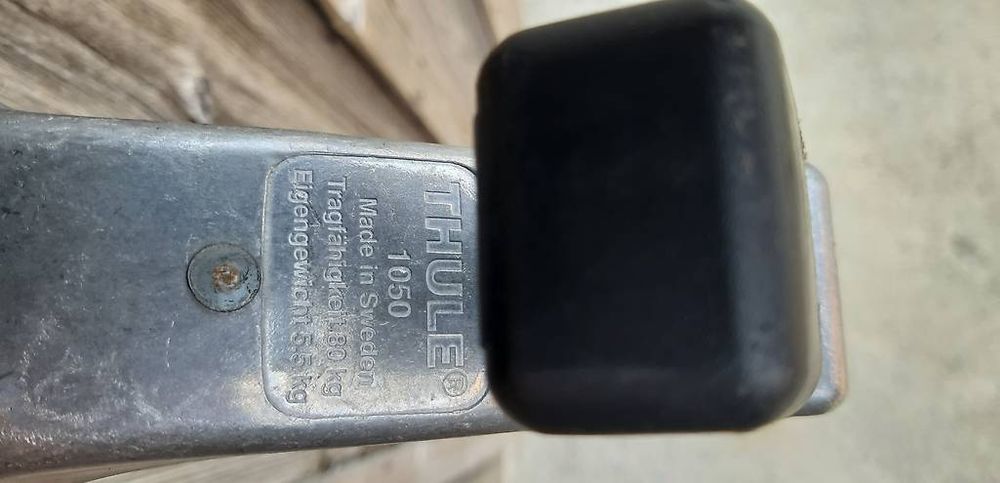 THULE®
1050
Made in Sweden
Tragfähigkeit 80 kg
Eigengewicht 5.5 kg